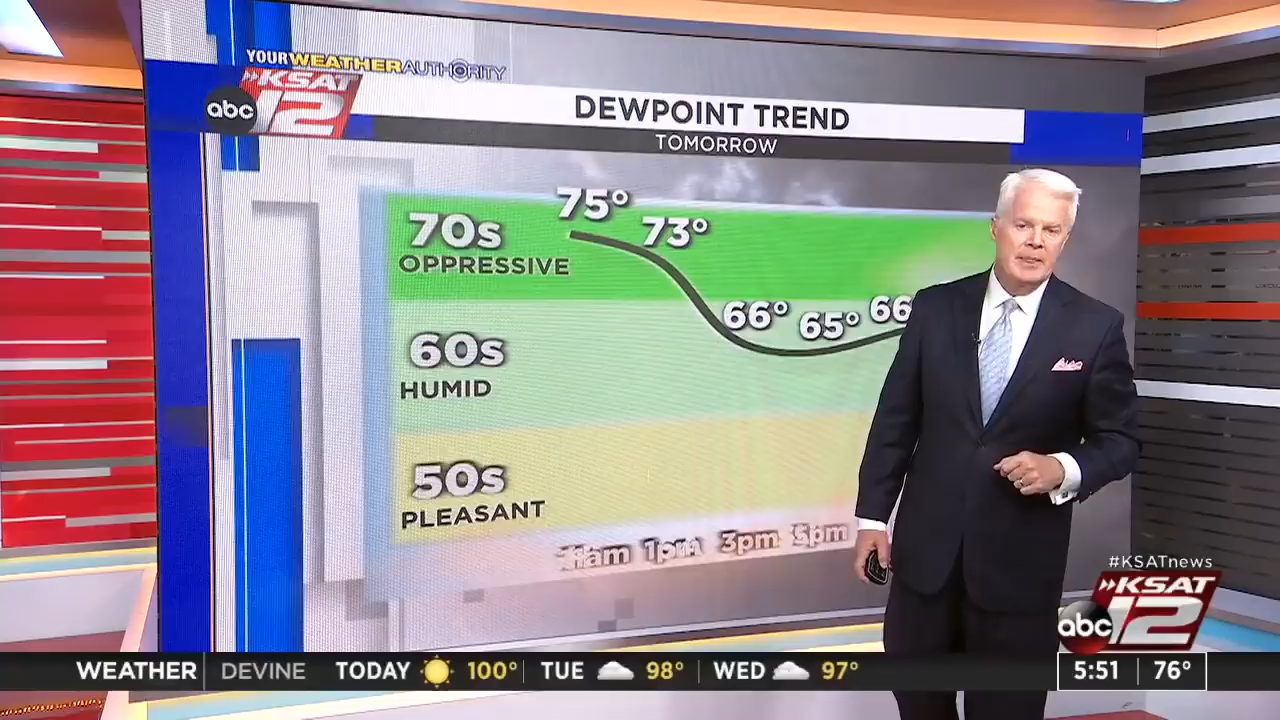 YOUR WEATHER AUTHORITY
KSAT
abc 12
DEWPOINT TREND
TOMORROW
75°
70s 73°
OPPRESSIVE
66° 65° 66
60s
HUMID
50s
PLEASANT
11am 1pm 3pm 5pm
#KSATnews
KSAT
abc 12
WEATHER DEVINE TODAY 100° TUE 98° WED 97° 5:51 76°